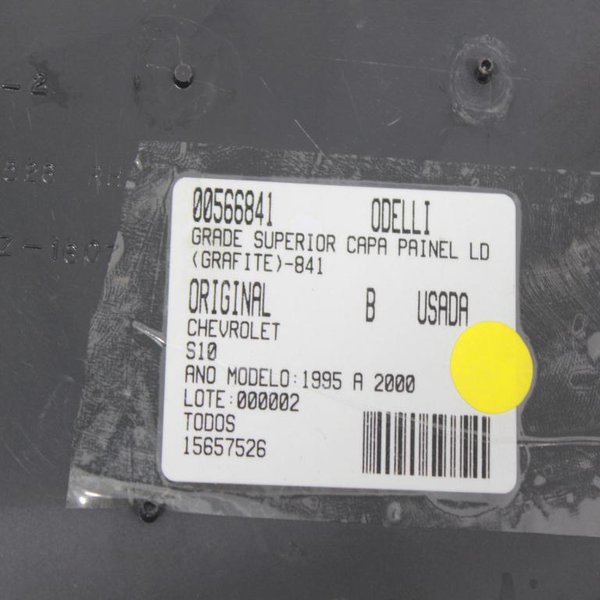 -2
00566841 ODELLI
GRADE SUPERIOR CAPA PAINEL LD
(GRAFITE)-841
ORIGINAL B USADA
CHEVROLET
S10
ANO MODELO:1995 A 2000
LOTE:000002
TODOS
15657526